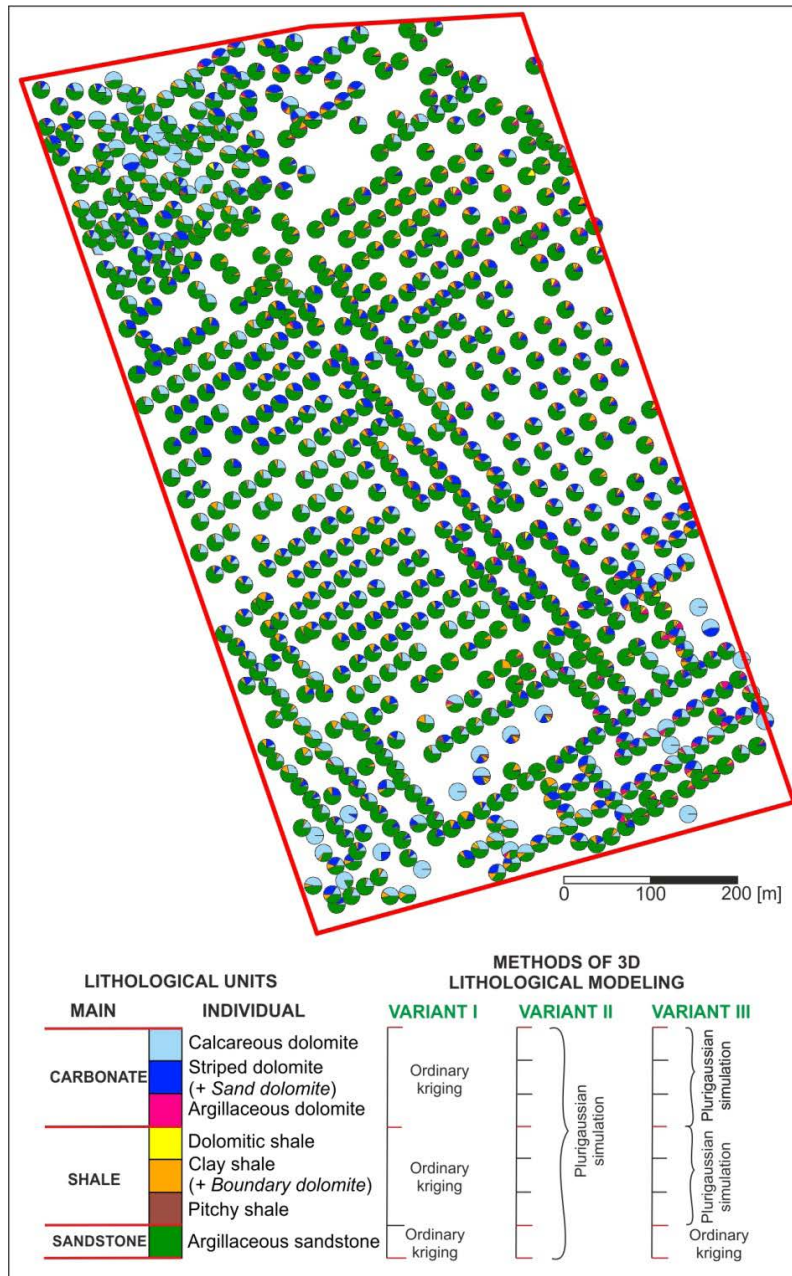 0 100 200 [m]
LITHOLOGICAL UNITS
MAIN INDIVIDUAL
CARBONATE
Calcareous dolomite
Striped dolomite
(+ Sand dolomite)
Argillaceous dolomite
SHALE
Dolomitic shale
Clay shale
(+ Boundary dolomite)
Pitchy shale
SANDSTONE
Argillaceous sandstone
METHODS OF 3D
LITHOLOGICAL MODELING
VARIANT I VARIANT II VARIANT III
Ordinary
kriging
Ordinary
kriging
Ordinary
kriging
Plurigaussian
simulation
Plurigaussian
simulation
Plurigaussian
simulation
Ordinary
kriging